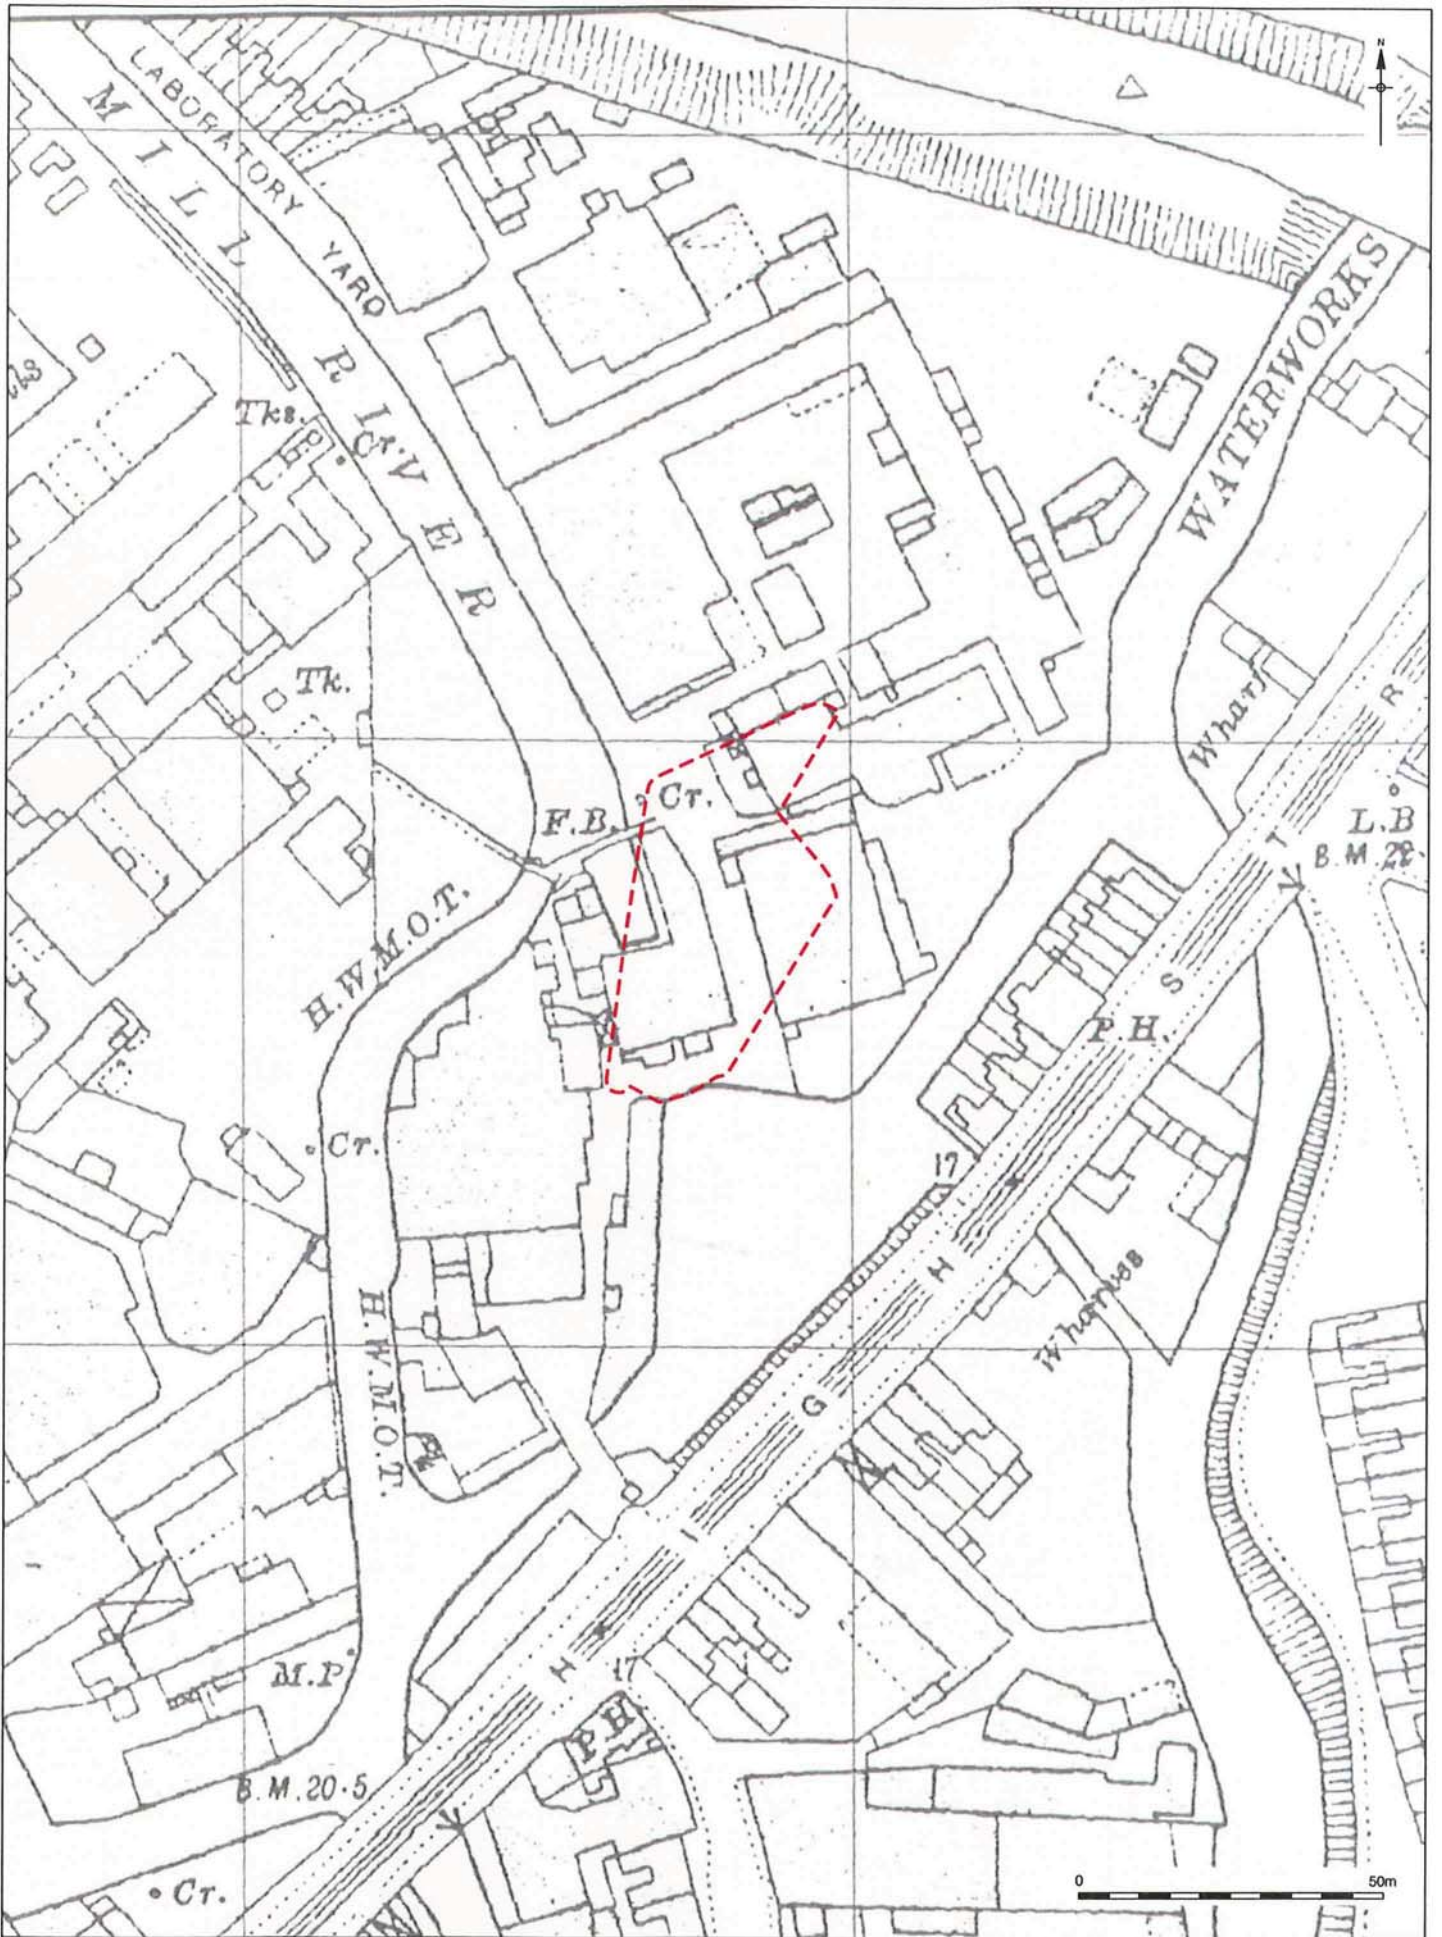 N
LABORATORY YARD
MILL RIVER
WATERWORKS
Tks.
Cr.
Tk.
Wharf
Cr.
F.B.
L.B
B.M. 22.
H.W.M.O.T.
P.H.
Cr.
17
HIGH ST R
Wharves
H.W.M.O.T.
M.P
17
P.H
B.M. 20·5
Cr.
0 50m